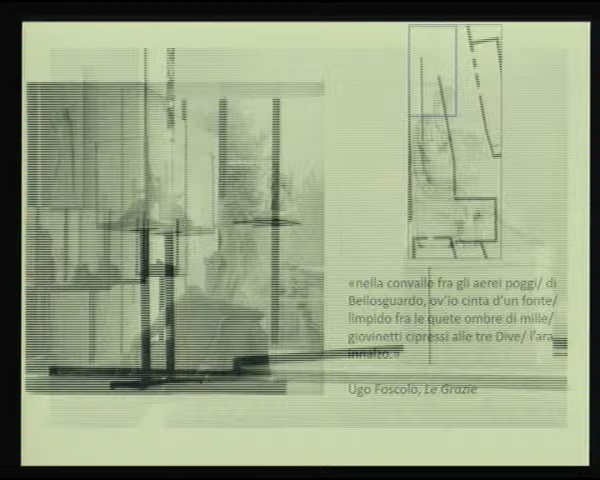 «nella convalle fra gli aerei poggi/ di
Bellosguardo, ov'io cinta d'un fonte/
limpido fra le quete ombre di mille/
giovinetti cipressi alle tre Dive/ l'ara
innalzo.»
Ugo Foscolo, Le Grazie